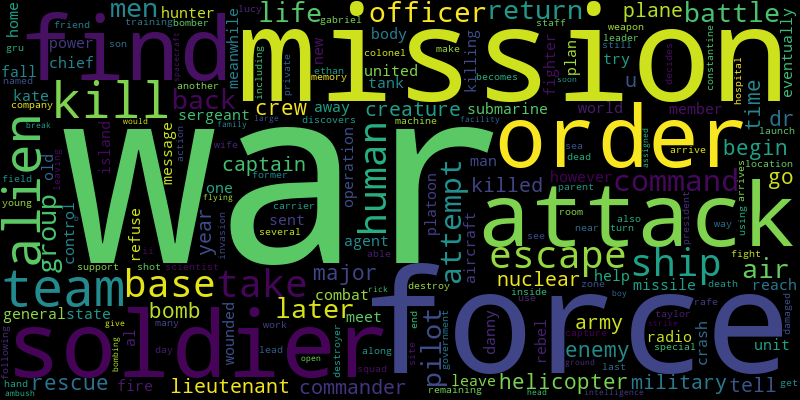 war
mission
force
soldier
attack
find
order
kill
team
alien
base
take
ship
escape
human
command
life
officer
return
men
battle
plane
hunter
back
crew
creature
submarine
captain
attempt
killed
pilot
later
bomb
group
major
rescue
lieutenant
commander
helicopter
military
nuclear
army
enemy
air
begin
go
time
dr
tell
united
sergeant
body
tank
away
killing
fighter
plan
try
u
world
member
meanwhile
new
home
gru
friend
son
bomber
training
gabriel
lucy
staff
weapon
leader
still
colonel
make
becomes
soon
power
chief
fall
kate
named
company
another
including
private
ethan
memory
spacecraft
discovers
decides
constantine
hospital
eventually
launch
message
action
island
break
would
family
large
machine
facility
sea
dead
assigned
arrive
operation
man
however
parent
location
arrives
field
leaving
young
old
control
wife
former
one
flying
year
refuse
sent
carrier
several
agent
able
platoon
aircraft
room
also
turn
near
see
president
using
way
invasion
support
shot
scientist
ii
combat
rick
destroy
inside
use
zone
boy
help
missile
death
fight
reach
damaged
general
state
give
many
al
day
bombing
wounded
work
lead
destroyer
open
meet
along
squad
site
end
government
danny
rebel
capture
ground
last
head
intelligence
strike
special
radio
taylor
rafe
crash
unit
following
hand
ambush
fire
remaining
leave
get